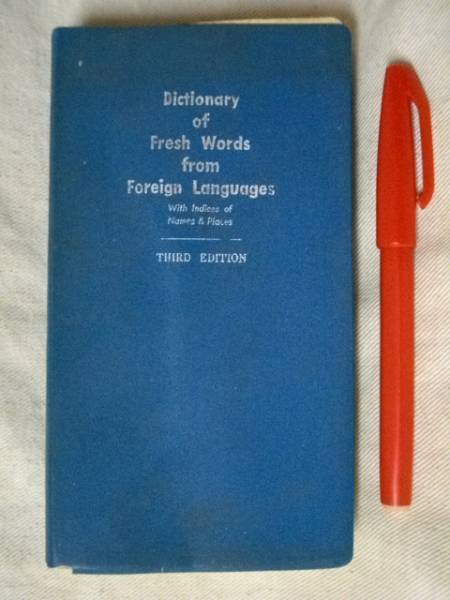 Dictionary
of
Fresh Words
from
Foreign Languages
With Indices of
Names & Places
THIRD EDITION